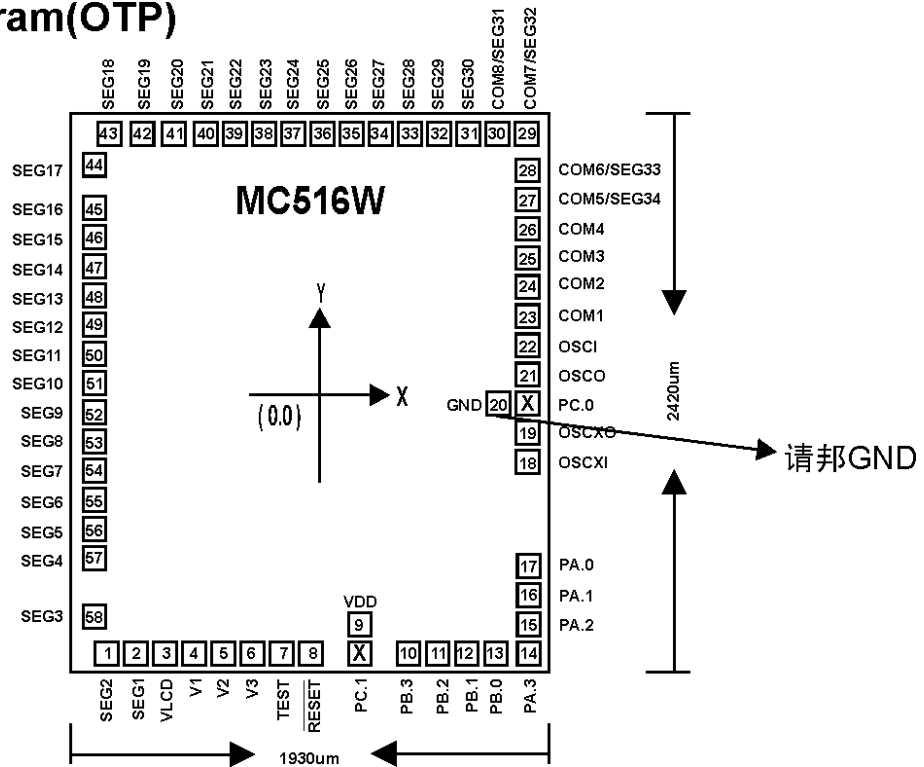 ram(OTP)
SEG18 SEG19 SEG20 SEG21 SEG22 SEG23 SEG24 SEG25 SEG26 SEG27 SEG28 SEG29 SEG30 COM8/SEG31 COM7/SEG32
43 42 41 40 39 38 37 36 35 34 33 32 31 30 29
SEG17 44
28 COM6/SEG33
MC516W
27 COM5/SEG34
SEG16 45
26 COM4
SEG15 46
25 COM3
SEG14 47
24 COM2
SEG13 48
23 COM1
SEG12 49
22 OSCI
SEG11 50
21 OSCO
SEG10 51
Y
X
(0.0)
2420um
GND 20 X PC.0
SEG9 52
19 OSCXO
SEG8 53
18 OSCXI
请邦GND
SEG7 54
SEG6 55
SEG5 56
SEG4 57
17 PA.0
16 PA.1
VDD
SEG3 58
9
15 PA.2
1 2 3 4 5 6 7 8 X 10 11 12 13 14
SEG2 SEG1 VLCD V1 V2 V3 TEST RESET PC.1 PB.3 PB.2 PB.1 PB.0 PA.3
1930um